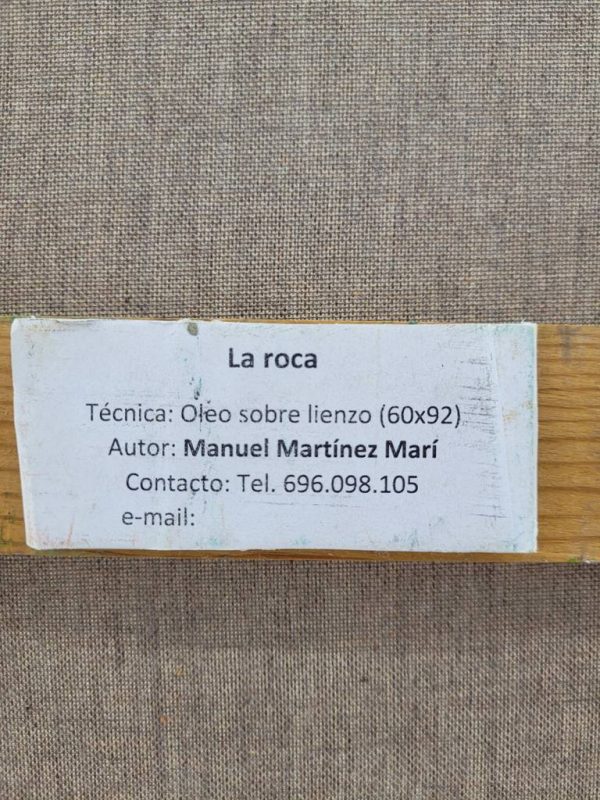 La roca
Técnica: Oleo sobre lienzo (60x92)
Autor: Manuel Martínez Marí
Contacto: Tel. 696.098.105
e-mail: